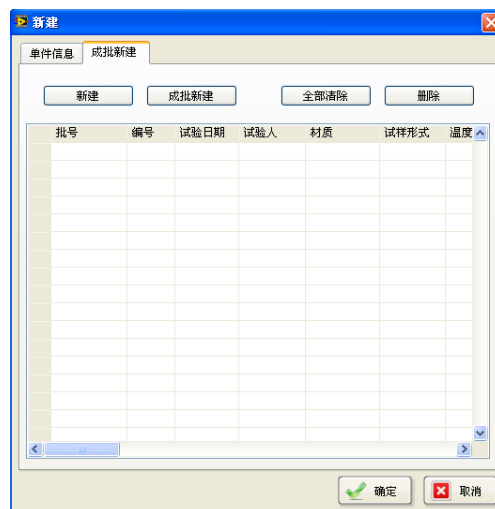 新建
单件信息 成批新建
新建 成批新建 全部清除 删除
批号 编号 试验日期 试验人 材质 试样形式 温度
确定 取消